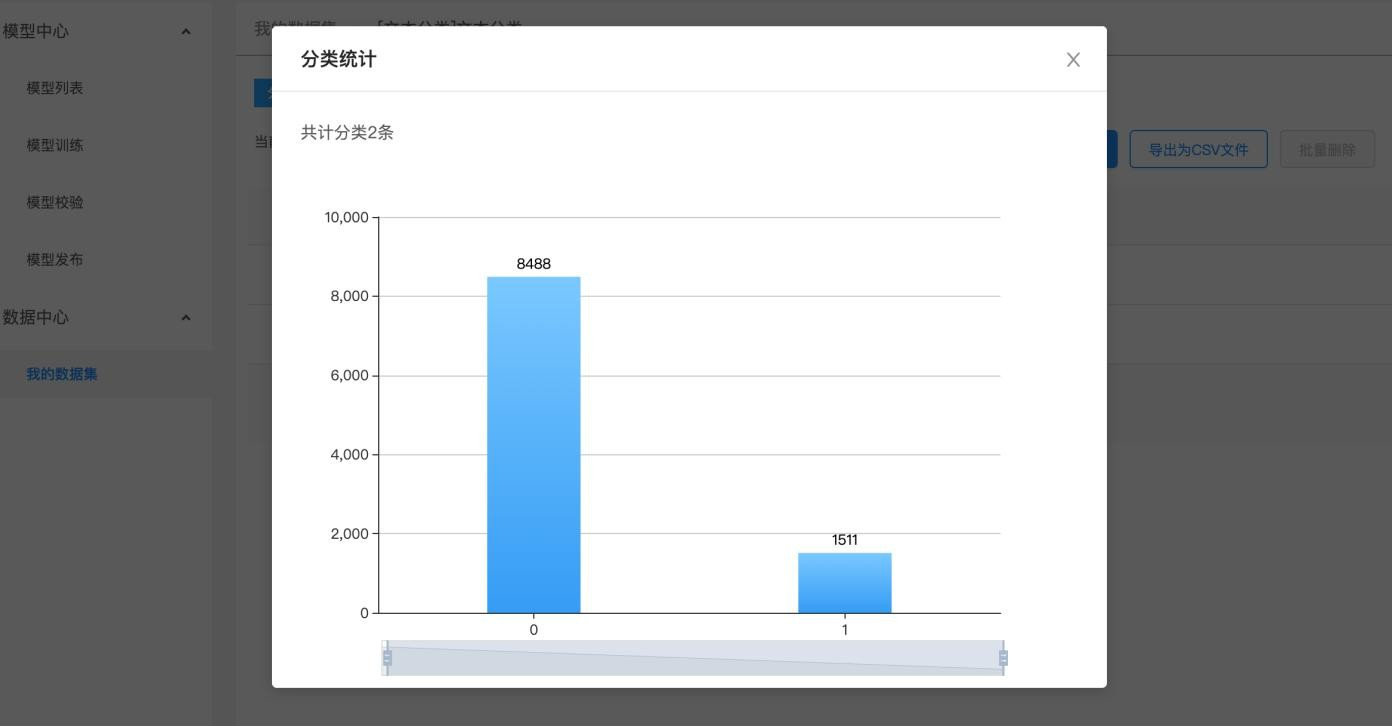 模型中心
模型列表
模型训练
模型校验
模型发布
数据中心
我的数据集
分类统计
共计分类2条
导出为CSV文件
批量删除
10,000
8,000
6,000
4,000
2,000
0
8488
1511
0
1